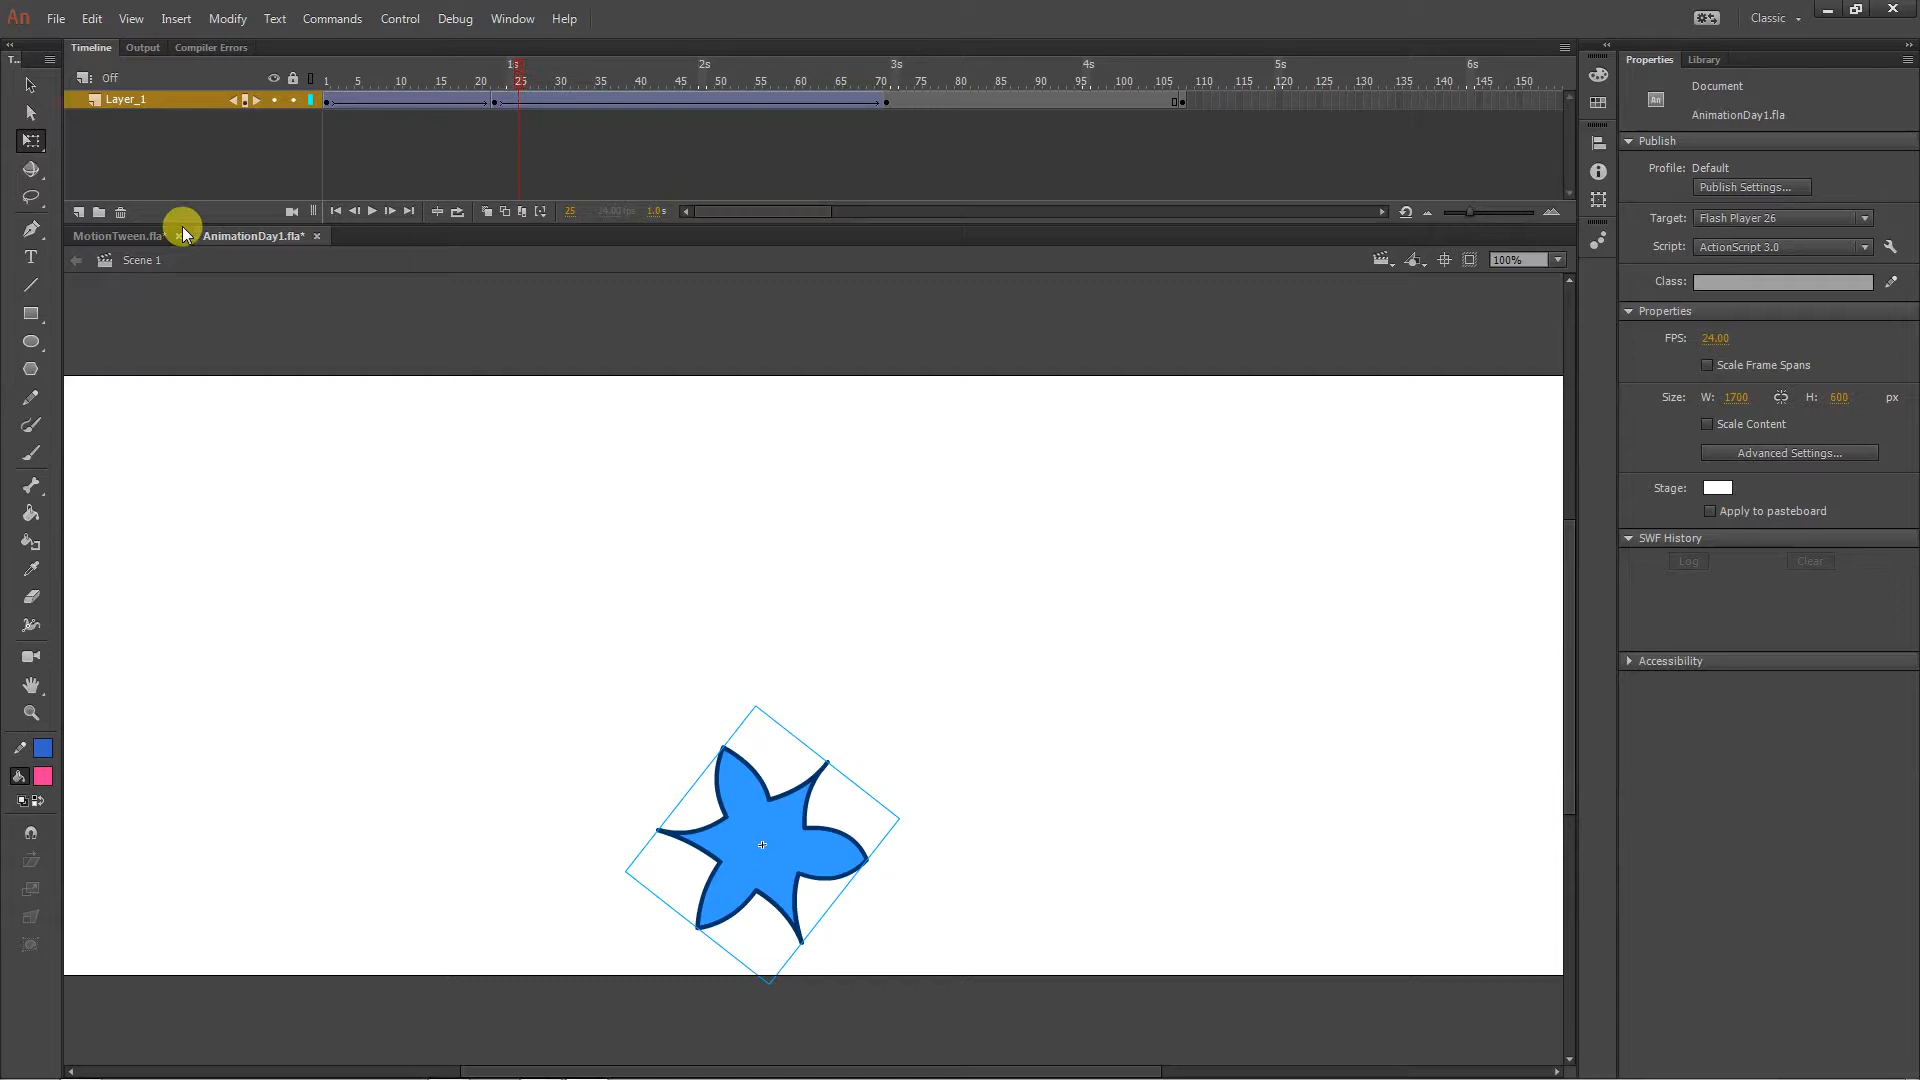 An File Edit View Insert Modify Text Commands Control Debug Window Help Classic
Timeline Output Compiler Errors
T...
Properties Library
Off
1s 2s 3s 4s 5s 6s
1 5 10 15 20 25 30 35 40 45 50 55 60 65 70 75 80 85 90 95 100 105 110 115 120 125 130 135 140 145 150
Layer_1
An
Document
AnimationDay1.fla
Publish
Profile: Default
Publish Settings...
25 24.00 fps 1.0 s
Target: Flash Player 26
MotionTween.fla* × AnimationDay1.fla* ×
Script: ActionScript 3.0
Scene 1
100%
Class:
Properties
FPS: 24.00
Scale Frame Spans
Size: W: 1700 H: 600 px
Scale Content
Advanced Settings...
Stage:
Apply to pasteboard
SWF History
Log Clear
Accessibility